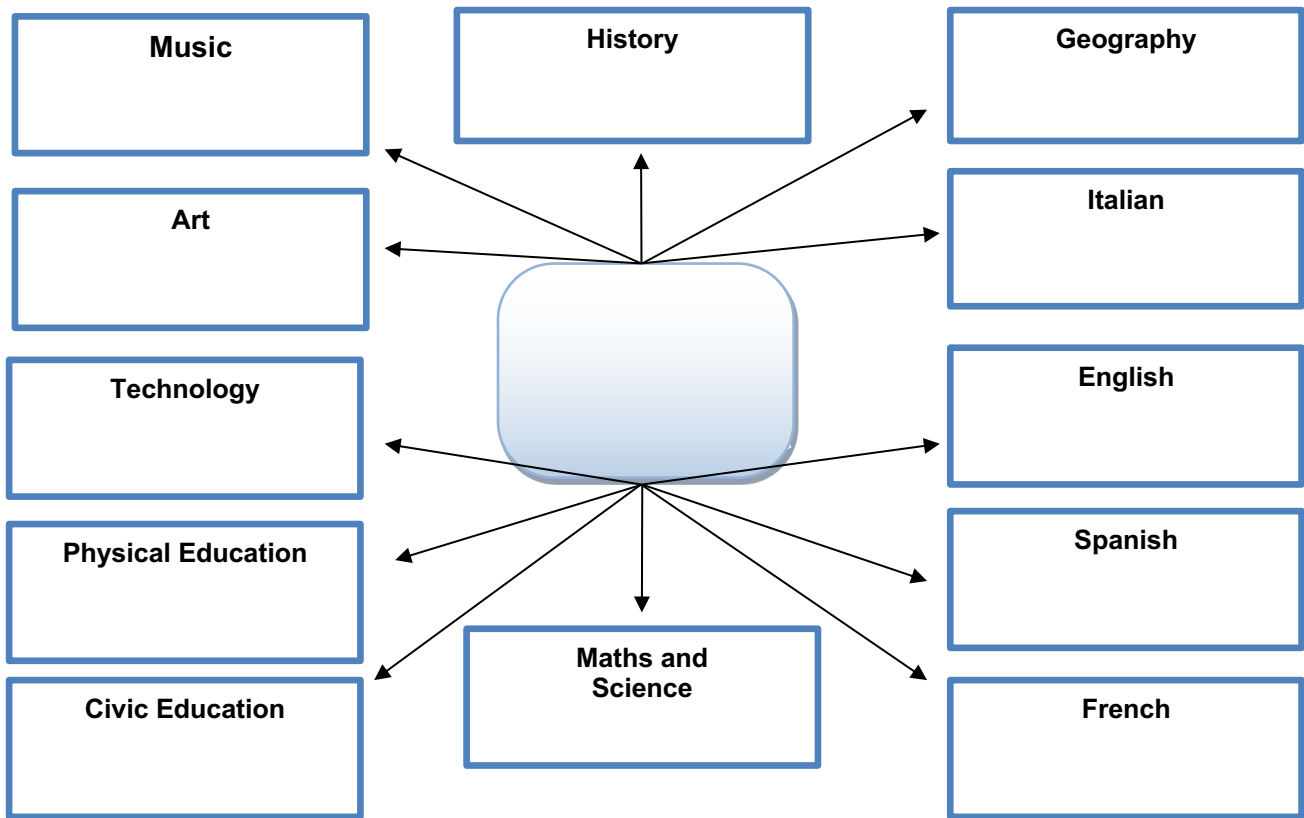 Music
History
Geography
Art
Italian
Technology
English
Physical Education
Spanish
Maths and
Science
Civic Education
French